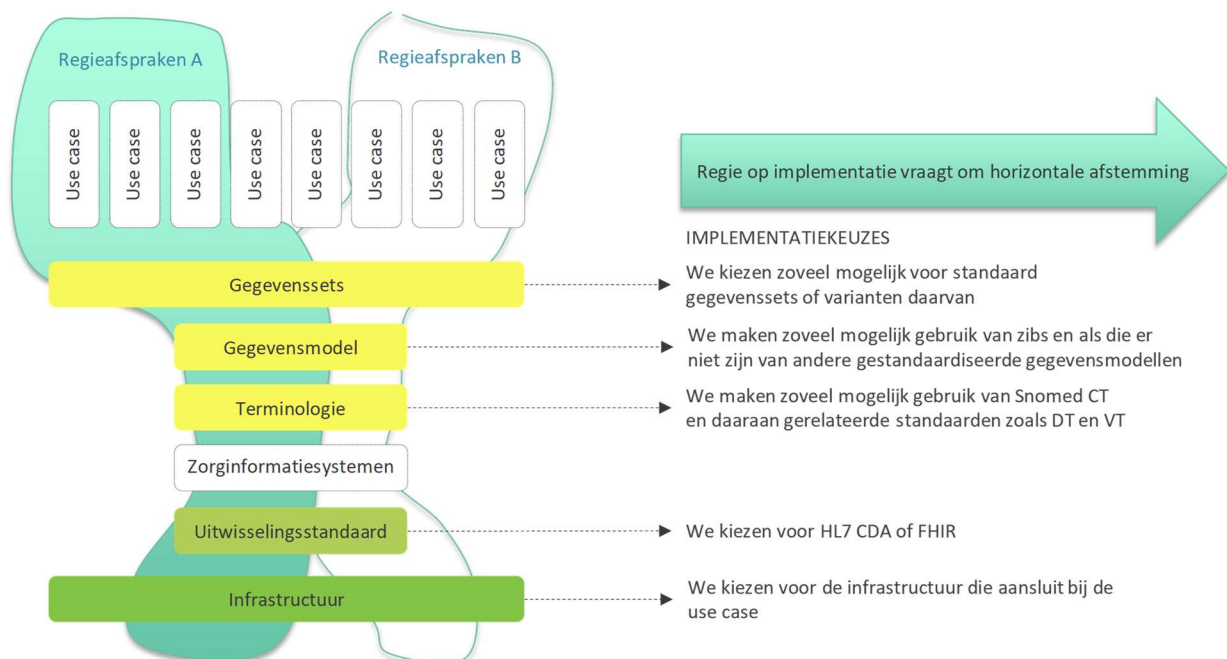 Regieafspraken A
Regieafspraken B
Use case
Use case
Use case
Use case
Use case
Use case
Use case
Use case
Regie op implementatie vraagt om horizontale afstemming
IMPLEMENTATIEKEUZES
Gegevenssets
We kiezen zoveel mogelijk voor standaard
gegevenssets of varianten daarvan
Gegevensmodel
We maken zoveel mogelijk gebruik van zibs en als die er
niet zijn van andere gestandaardiseerde gegevensmodellen
Terminologie
We maken zoveel mogelijk gebruik van Snomed CT
en daaraan gerelateerde standaarden zoals DT en VT
Zorginformatiesystemen
Uitwisselingsstandaard
We kiezen voor HL7 CDA of FHIR
Infrastructuur
We kiezen voor de infrastructuur die aansluit bij de
use case